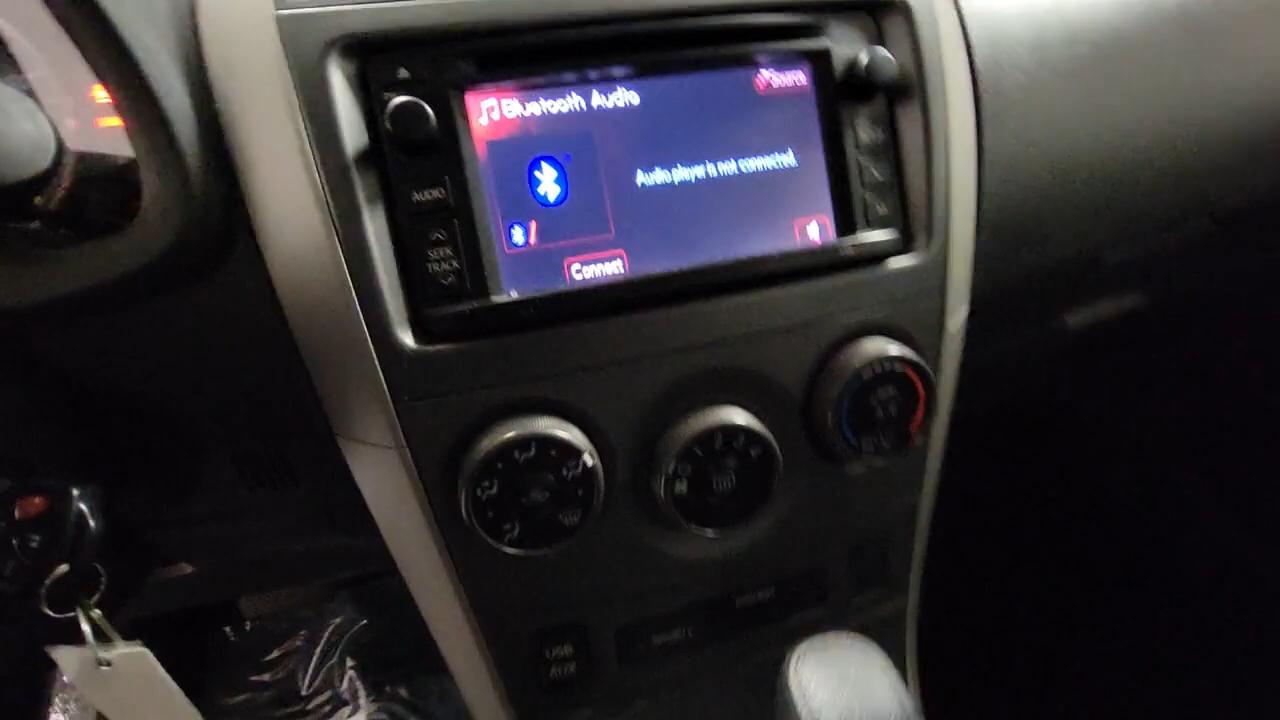 Bluetooth Audio
Source
Audio player is not connected.
Connect
AUDIO
SEEK
TRACK
USB
AUX